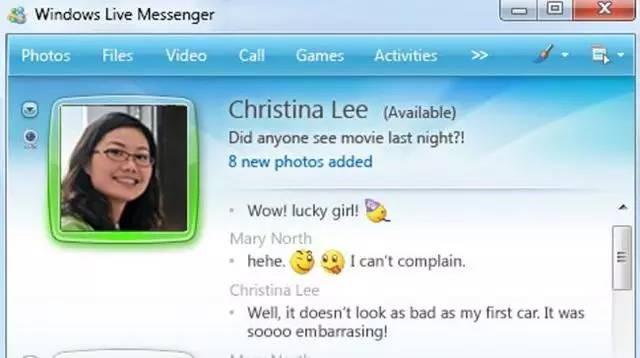 Windows Live Messenger
Photos Files Video Call Games Activities >>
Christina Lee (Available)
Did anyone see movie last night?!
8 new photos added
Wow! lucky girl!
Mary North
hehe. I can't complain.
Christina Lee
Well, it doesn't look as bad as my first car. It was
soooo embarrasing!
Mary North